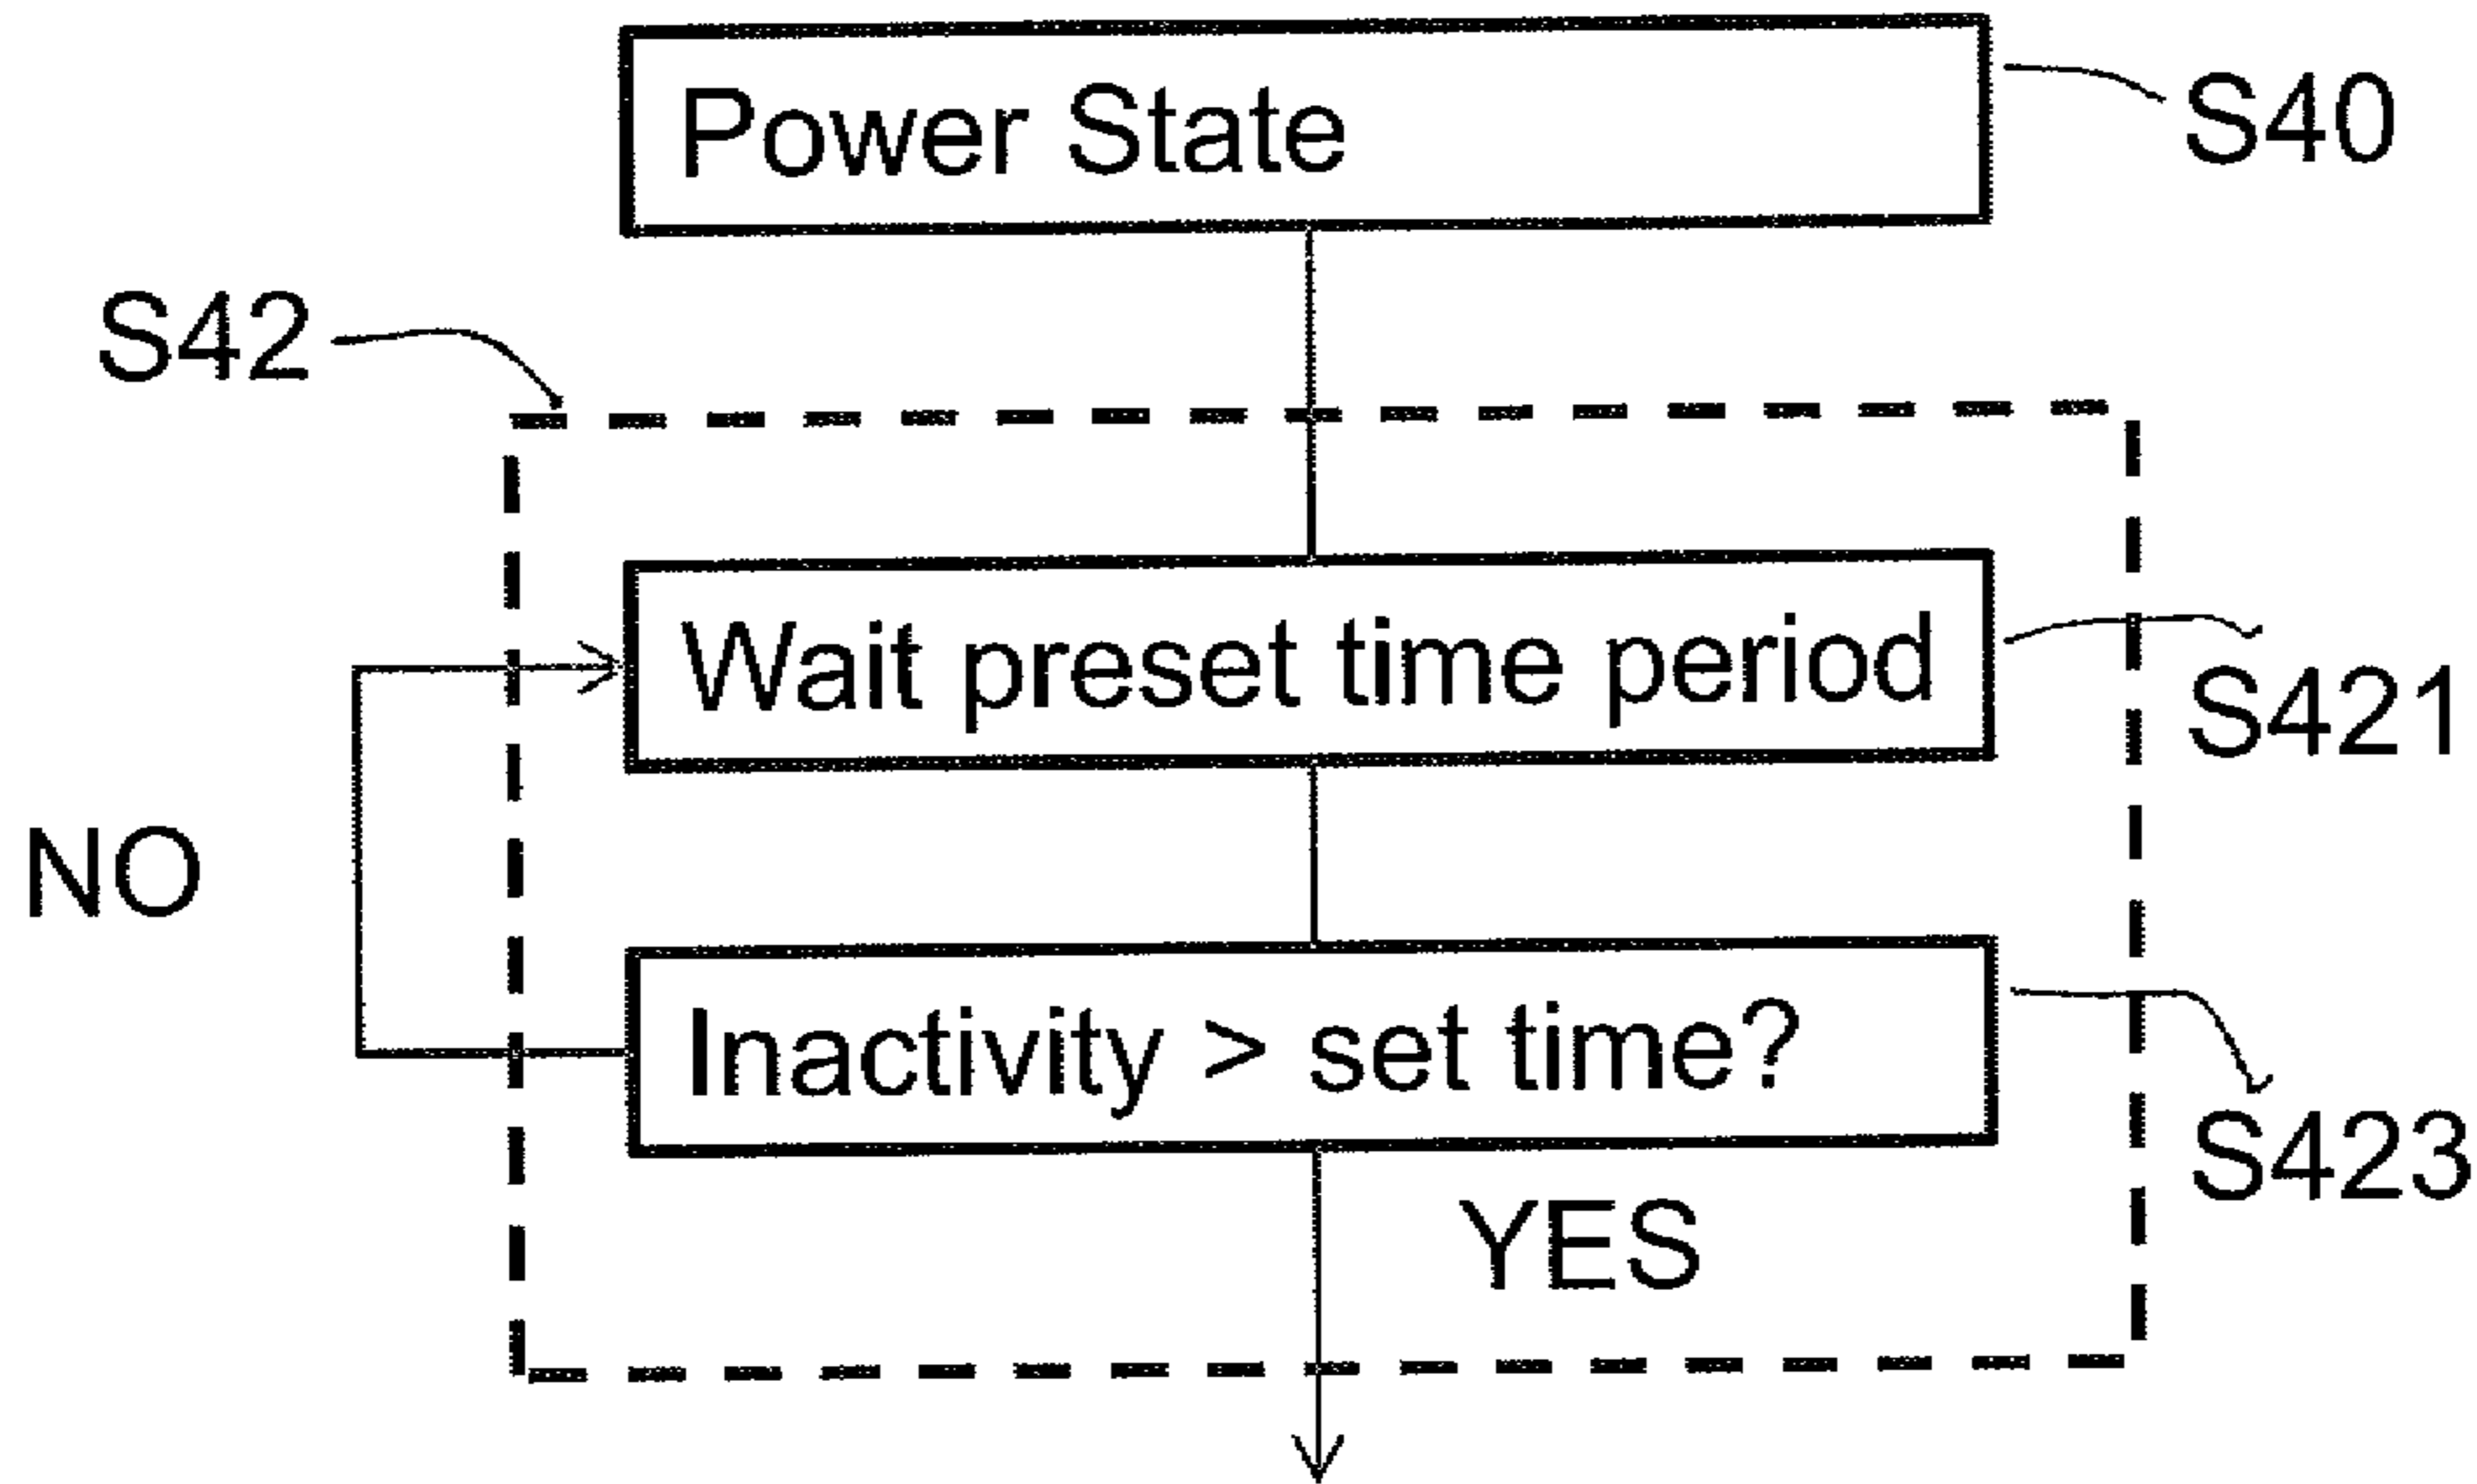 Power State
S40
S42
Wait preset time period
S421
NO
Inactivity > set time?
S423
YES